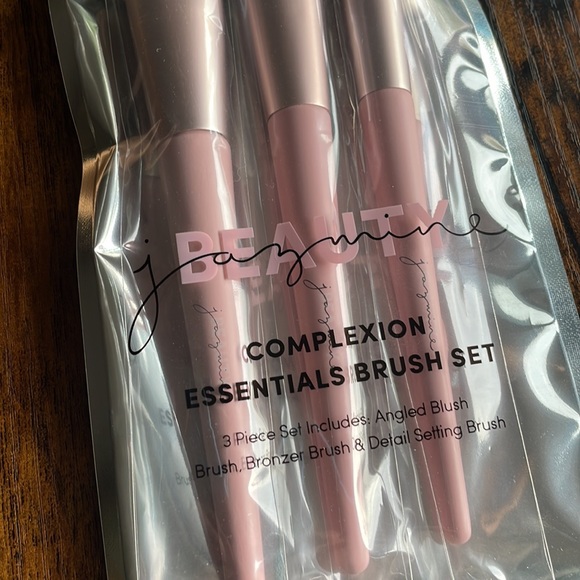 BEAUTY
jazmine
COMPLEXION
ESSENTIALS BRUSH SET
3 Piece Set Includes: Angled Blush
Brush, Bronzer Brush & Detail Setting Brush